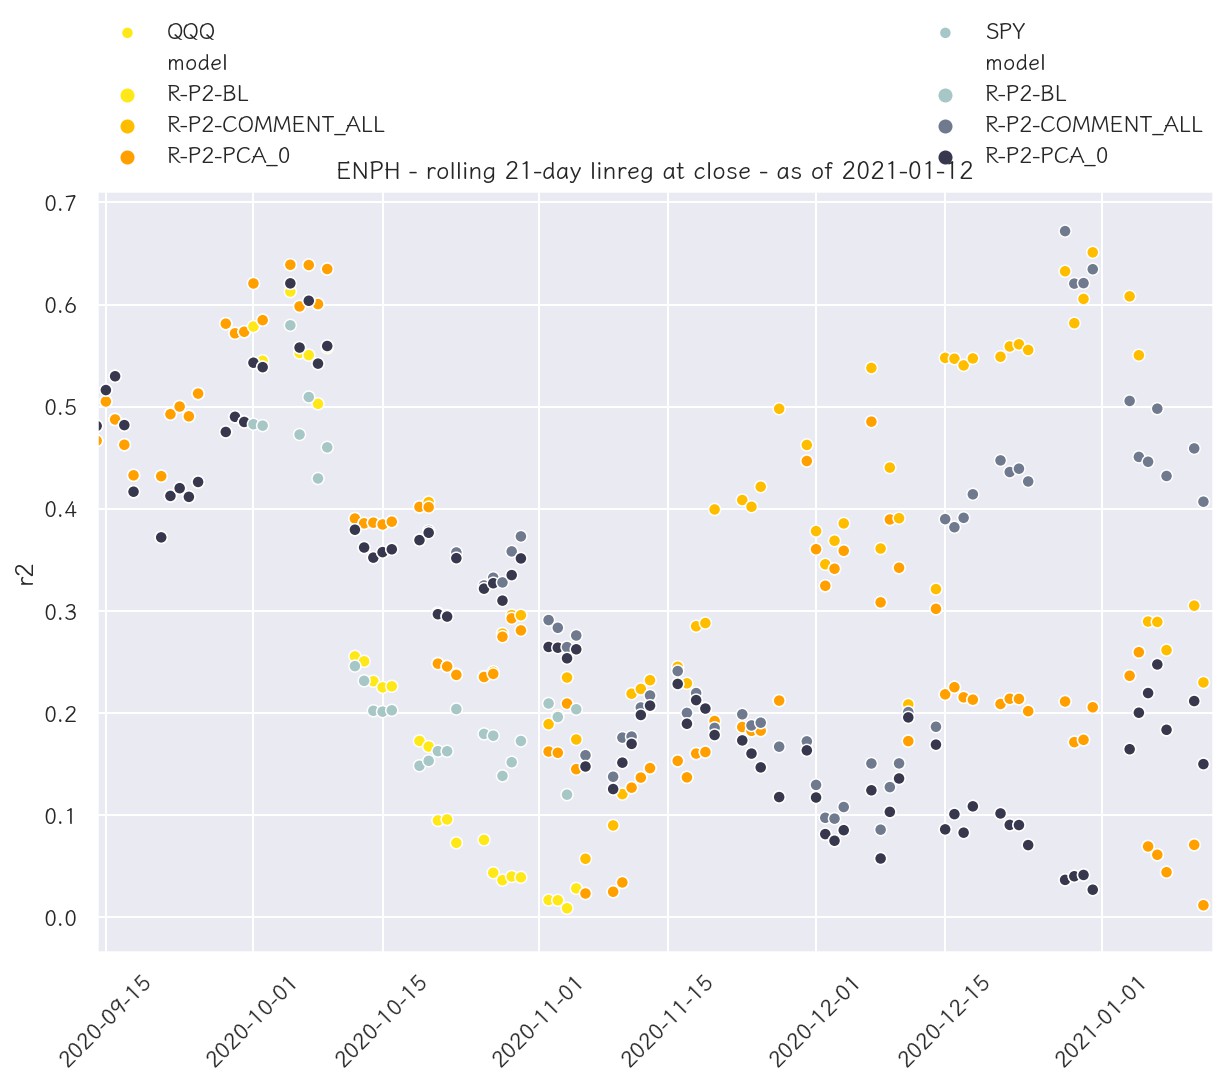 QQQ
model
R-P2-BL
R-P2-COMMENT_ALL
R-P2-PCA_0
SPY
model
R-P2-BL
R-P2-COMMENT_ALL
R-P2-PCA_0
ENPH - rolling 21-day linreg at close - as of 2021-01-12
0.7
0.6
0.5
0.4
0.3
0.2
0.1
0.0
r2
2020-09-15
2020-10-01
2020-10-15
2020-11-01
2020-11-15
2020-12-01
2020-12-15
2021-01-01